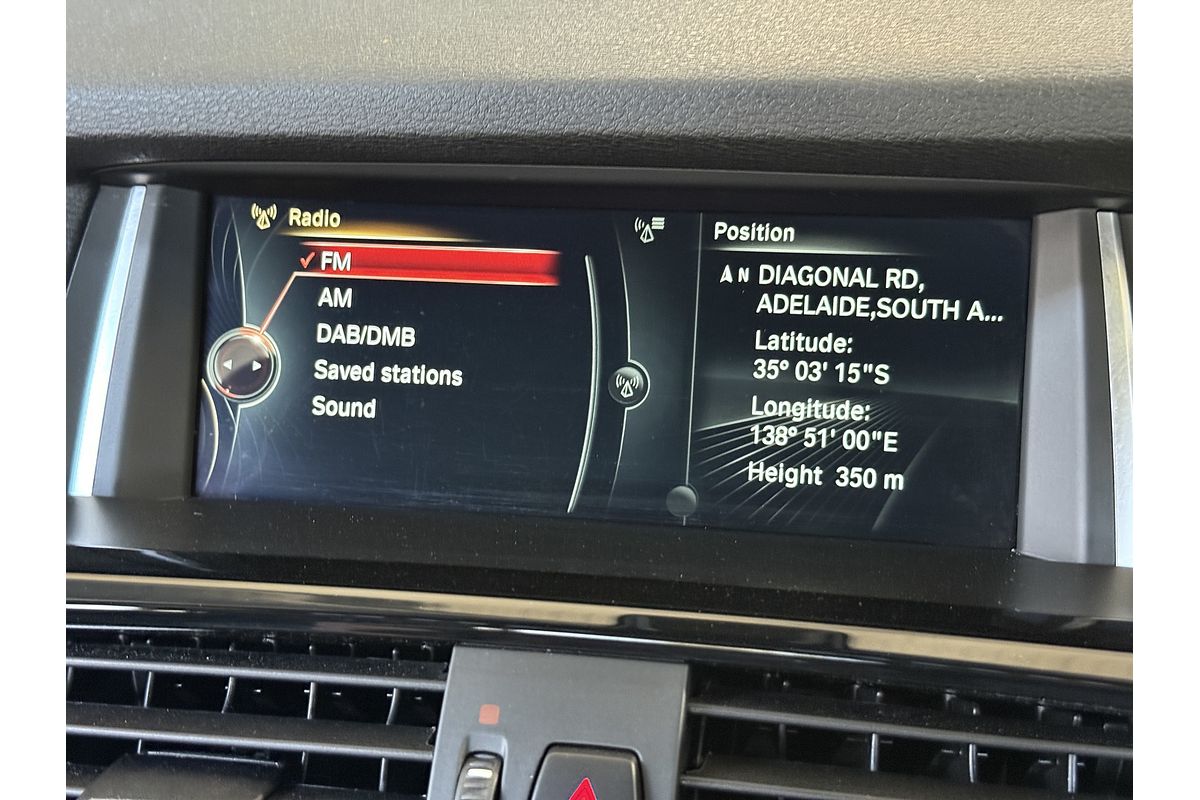 Radio
FM
AM
DAB/DMB
Saved stations
Sound
Position
N DIAGONAL RD,
ADELAIDE,SOUTH A...
Latitude:
35° 03' 15"S
Longitude:
138° 51' 00"E
Height 350 m